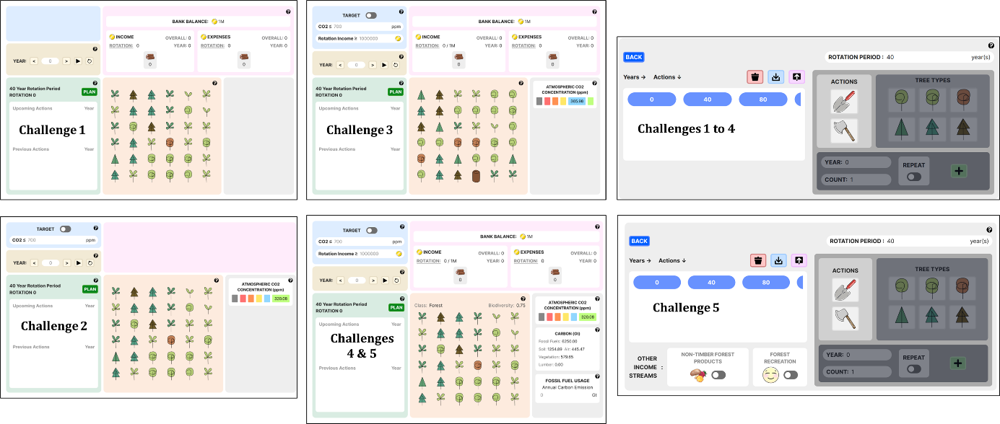 BANK BALANCE: 1M
INCOME OVERALL: 0
ROTATION: 0 YEAR: 0
0
EXPENSES OVERALL: 0
ROTATION: 0 YEAR: 0
0
YEAR: < 0 >
40 Year Rotation Period
ROTATION 0
PLAN
Upcoming Actions Year
Challenge 1
Previous Actions Year
TARGET
CO2 ≤ 700 ppm
Rotation Income ≥ 1000000
BANK BALANCE: 1M
INCOME OVERALL: 0
ROTATION: 0 / 1M YEAR: 0
0
EXPENSES OVERALL: 0
ROTATION: 0 YEAR: 0
0
YEAR: < 0 >
40 Year Rotation Period
ROTATION 0
PLAN
Upcoming Actions Year
Challenge 3
Previous Actions Year
ATMOSPHERIC CO2
CONCENTRATION (ppm)
385.98
BACK
ROTATION PERIOD : 40 year(s)
Years → Actions ↓
0 40 80
Challenges 1 to 4
ACTIONS
TREE TYPES
YEAR: 0
COUNT: 1
REPEAT
+
TARGET
CO2 ≤ 700 ppm
YEAR: < 0 >
40 Year Rotation Period
ROTATION 0
PLAN
Upcoming Actions Year
Challenge 2
Previous Actions Year
ATMOSPHERIC CO2
CONCENTRATION (ppm)
320.08
TARGET
CO2 ≤ 700 ppm
Rotation Income ≥ 1000000
BANK BALANCE: 1M
INCOME OVERALL: 0
ROTATION: 0 / 1M YEAR: 0
0
EXPENSES OVERALL: 0
ROTATION: 0 YEAR: 0
0
YEAR: < 0 >
40 Year Rotation Period
ROTATION 0
PLAN
Upcoming Actions Year
Challenges
4 & 5
Previous Actions Year
Class: Forest Biodiversity: 0.75
ATMOSPHERIC CO2
CONCENTRATION (ppm)
320.08
CARBON (Gt)
Fossil Fuels: 6250.00
Soil: 1254.89 Air: 445.47
Vegetation: 579.65
Lumber: 0.00
FOSSIL FUEL USAGE
Annual Carbon Emission
0 Gt
BACK
ROTATION PERIOD : 40 year(s)
Years → Actions ↓
0 40 80
Challenge 5
OTHER
INCOME :
STREAMS
NON-TIMBER FOREST
PRODUCTS
FOREST
RECREATION
ACTIONS
TREE TYPES
YEAR: 0
COUNT: 1
REPEAT
+